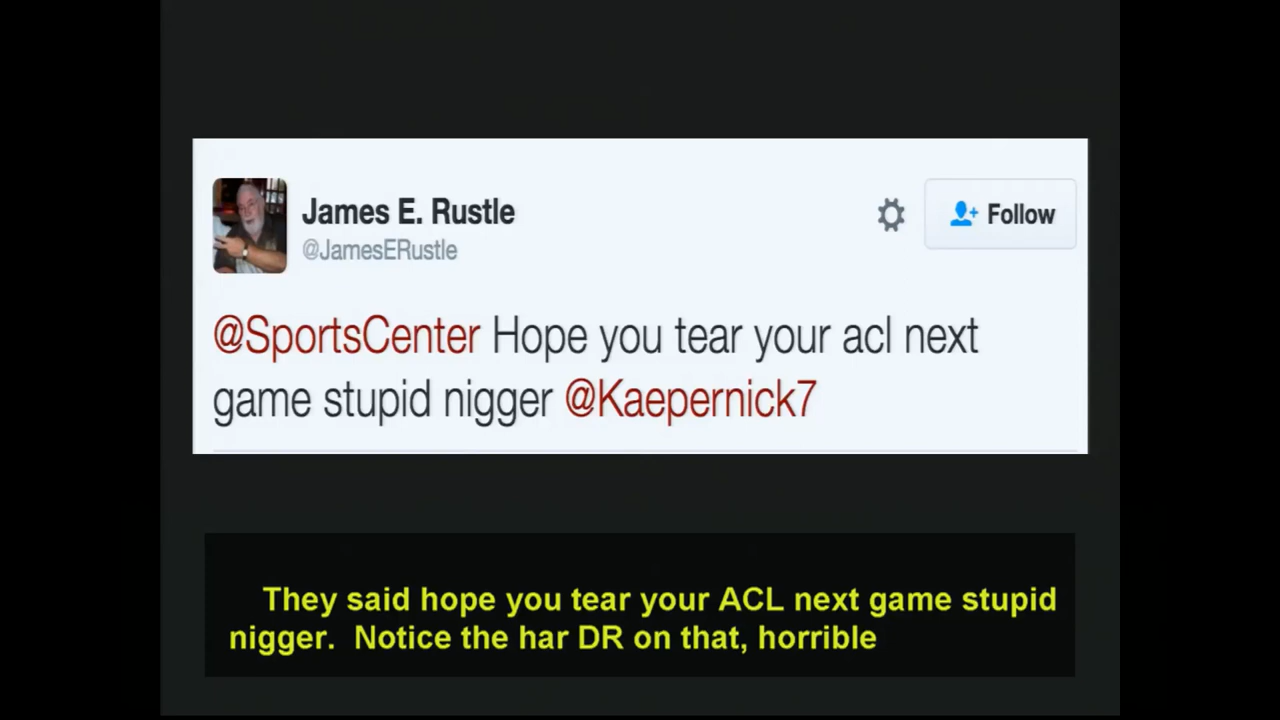 James E. Rustle
@JamesERustle
Follow
@SportsCenter Hope you tear your acl next
game stupid nigger @Kaepernick7
They said hope you tear your ACL next game stupid
nigger. Notice the har DR on that, horrible